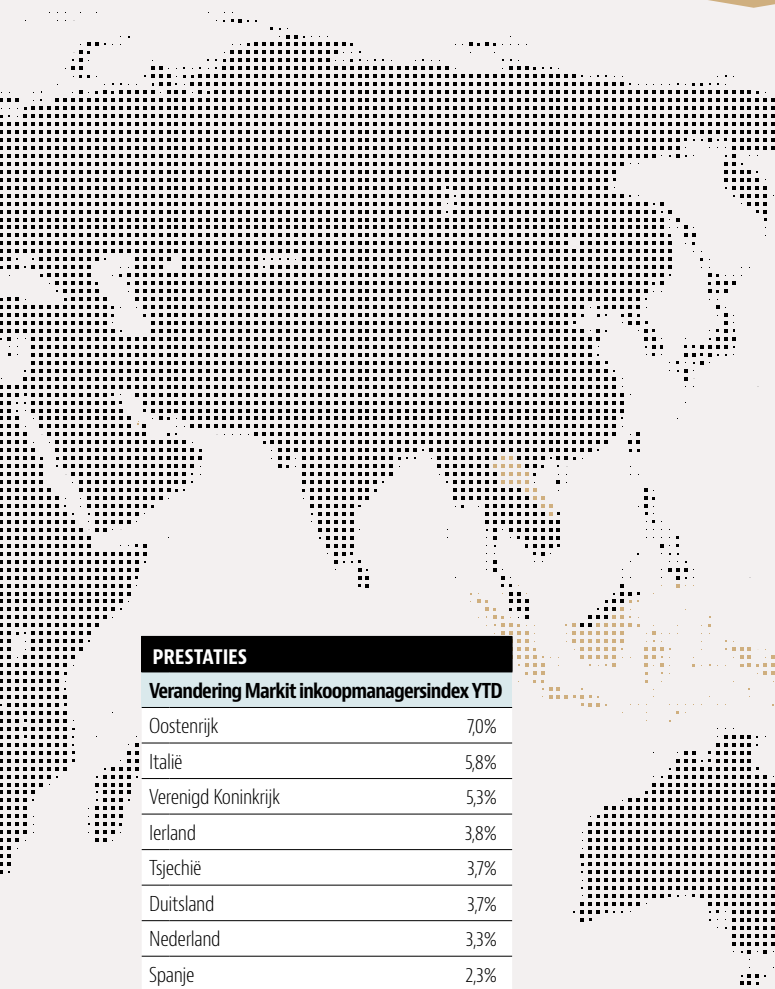 PRESTATIES
Verandering Markit inkoopmanagersindex YTD
Oostenrijk 7,0%
Italië 5,8%
Verenigd Koninkrijk 5,3%
Ierland 3,8%
Tsjechië 3,7%
Duitsland 3,7%
Nederland 3,3%
Spanje 2,3%